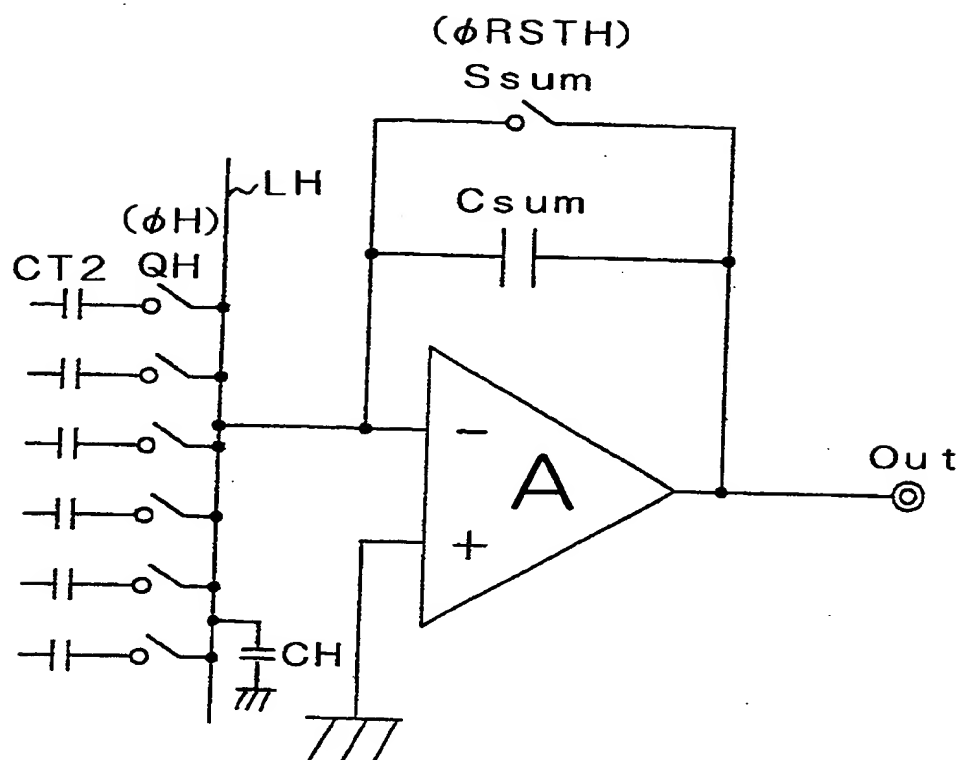 (φRSTH)
Ssum
LH
Csum
(φH)
CT2 QH
−
A
Out
+
CH